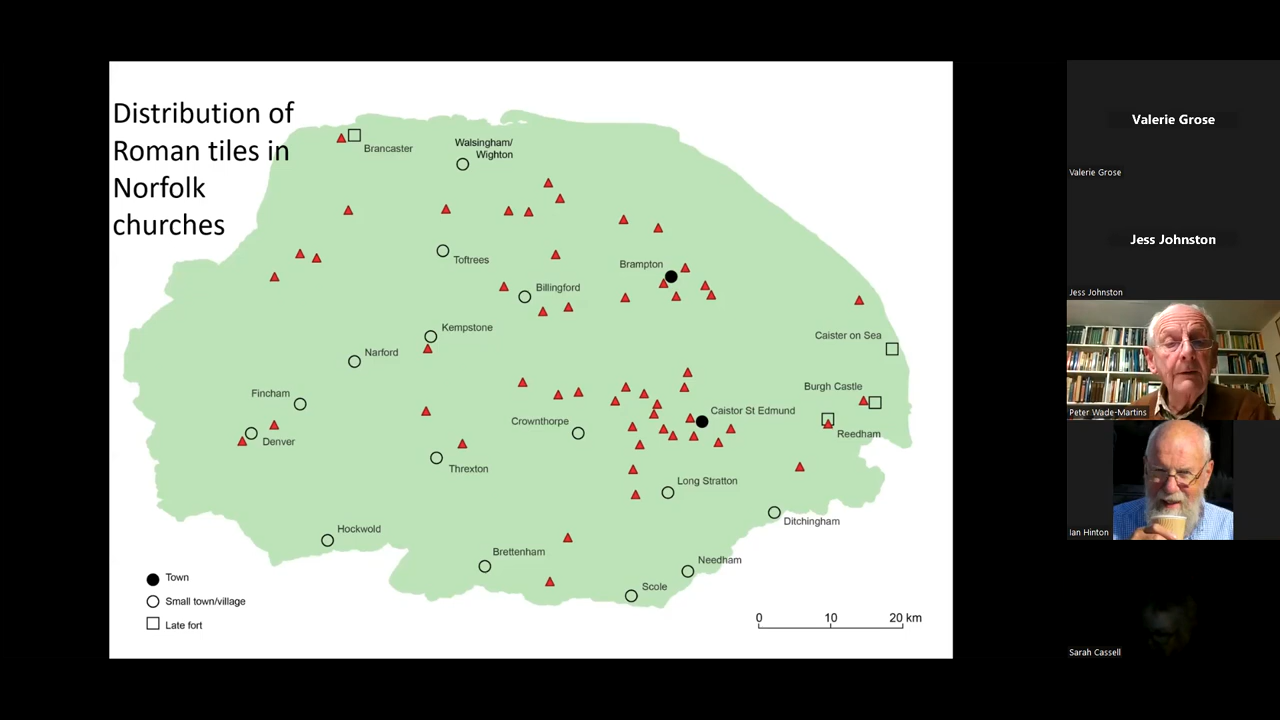 Distribution of
Roman tiles in
Norfolk
churches
Brancaster
Walsingham/
Wighton
Toftrees
Brampton
Billingford
Kempstone
Caister on Sea
Narford
Burgh Castle
Fincham
Caistor St Edmund
Crownthorpe
Reedham
Denver
Threxton
Long Stratton
Ditchingham
Hockwold
Brettenham
Needham
Scole
Town
Small town/village
Late fort
0 10 20 km
Valerie Grose
Valerie Grose
Jess Johnston
Jess Johnston
Peter Wade-Martins
Ian Hinton
Sarah Cassell